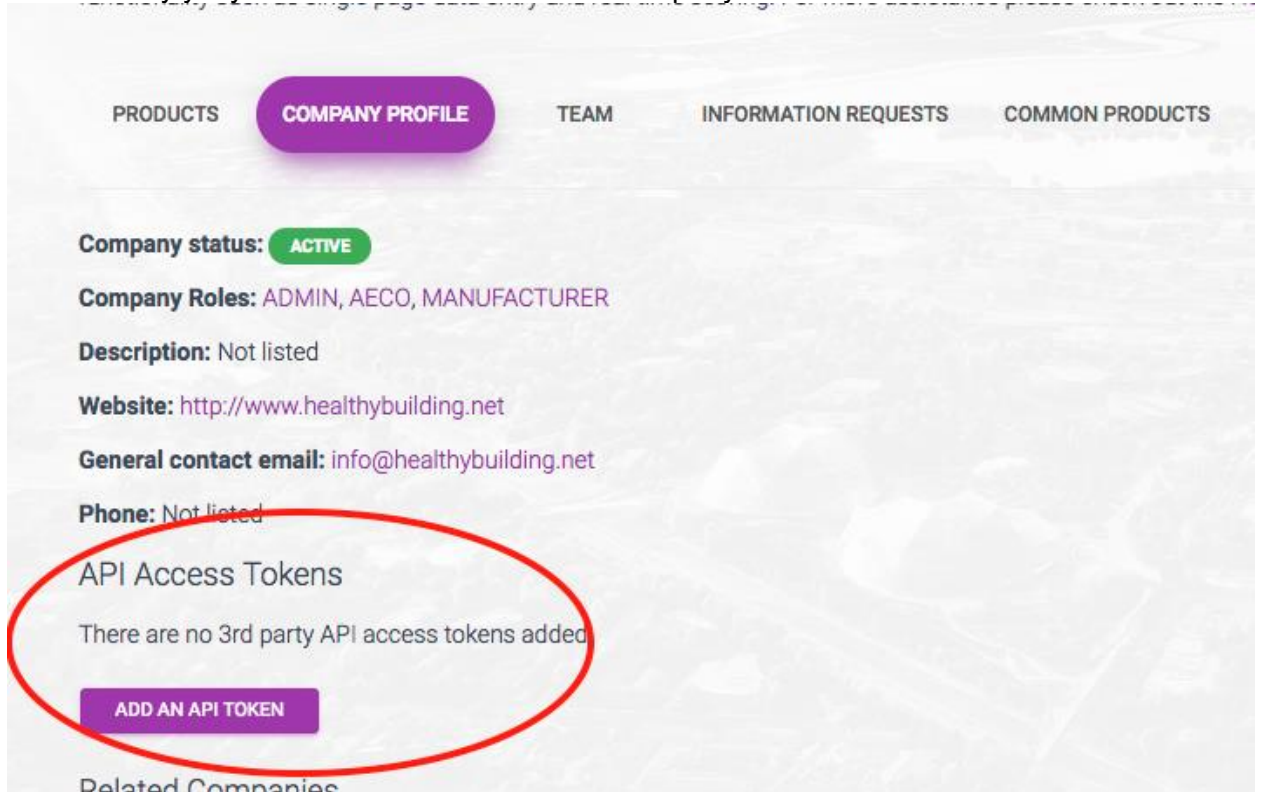 PRODUCTS COMPANY PROFILE TEAM INFORMATION REQUESTS COMMON PRODUCTS
Company status: ACTIVE
Company Roles: ADMIN, AECO, MANUFACTURER
Description: Not listed
Website: http://www.healthybuilding.net
General contact email: info@healthybuilding.net
Phone: Not listed
API Access Tokens
There are no 3rd party API access tokens added
ADD AN API TOKEN
Related Companies